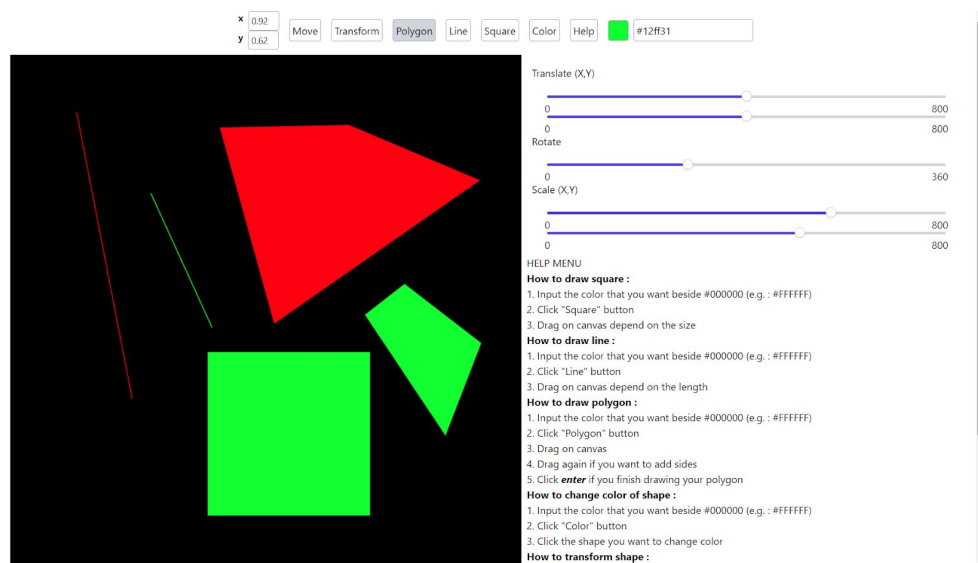 x 0.92
y 0.62
Move Transform Polygon Line Square Color Help #12ff31
Translate (X,Y)
0 800
0 800
Rotate
0 360
Scale (X,Y)
0 800
0 800
HELP MENU
How to draw square :
1. Input the color that you want beside #000000 (e.g. : #FFFFFF)
2. Click "Square" button
3. Drag on canvas depend on the size
How to draw line :
1. Input the color that you want beside #000000 (e.g. : #FFFFFF)
2. Click "Line" button
3. Drag on canvas depend on the length
How to draw polygon :
1. Input the color that you want beside #000000 (e.g. : #FFFFFF)
2. Click "Polygon" button
3. Drag on canvas
4. Drag again if you want to add sides
5. Click enter if you finish drawing your polygon
How to change color of shape :
1. Input the color that you want beside #000000 (e.g. : #FFFFFF)
2. Click "Color" button
3. Click the shape you want to change color
How to transform shape :